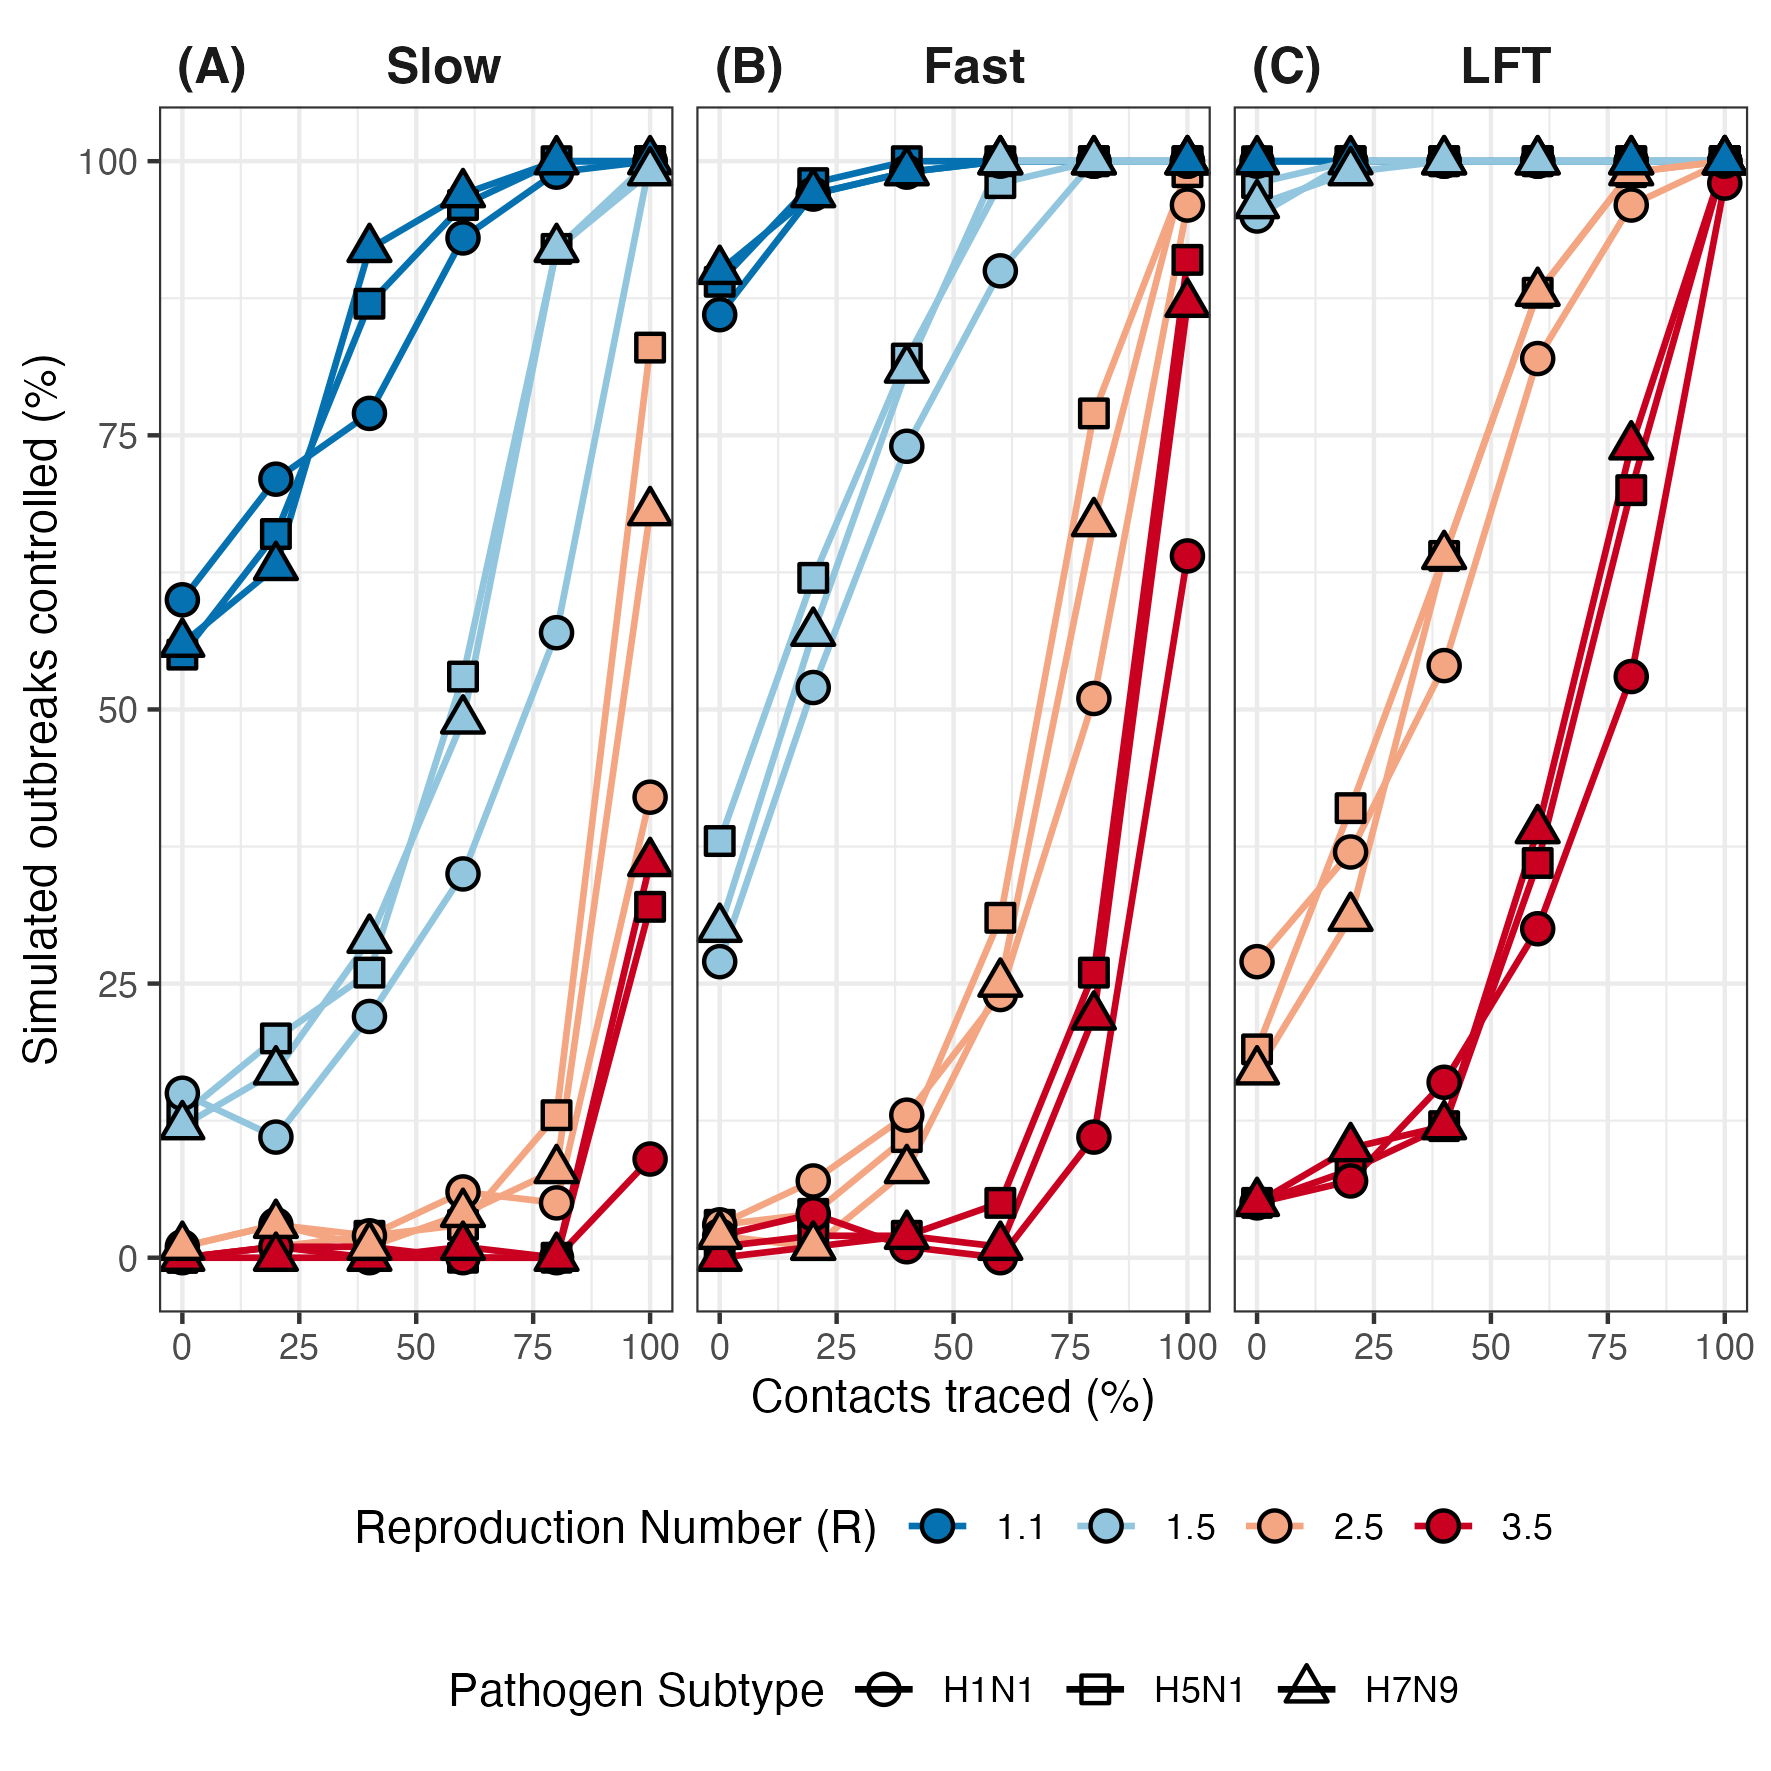 (A) Slow (B) Fast (C) LFT
Simulated outbreaks controlled (%)
100
75
50
25
0
0 25 50 75 100 0 25 50 75 100 0 25 50 75 100
Contacts traced (%)
Reproduction Number (R) 1.1 1.5 2.5 3.5
Pathogen Subtype H1N1 H5N1 H7N9